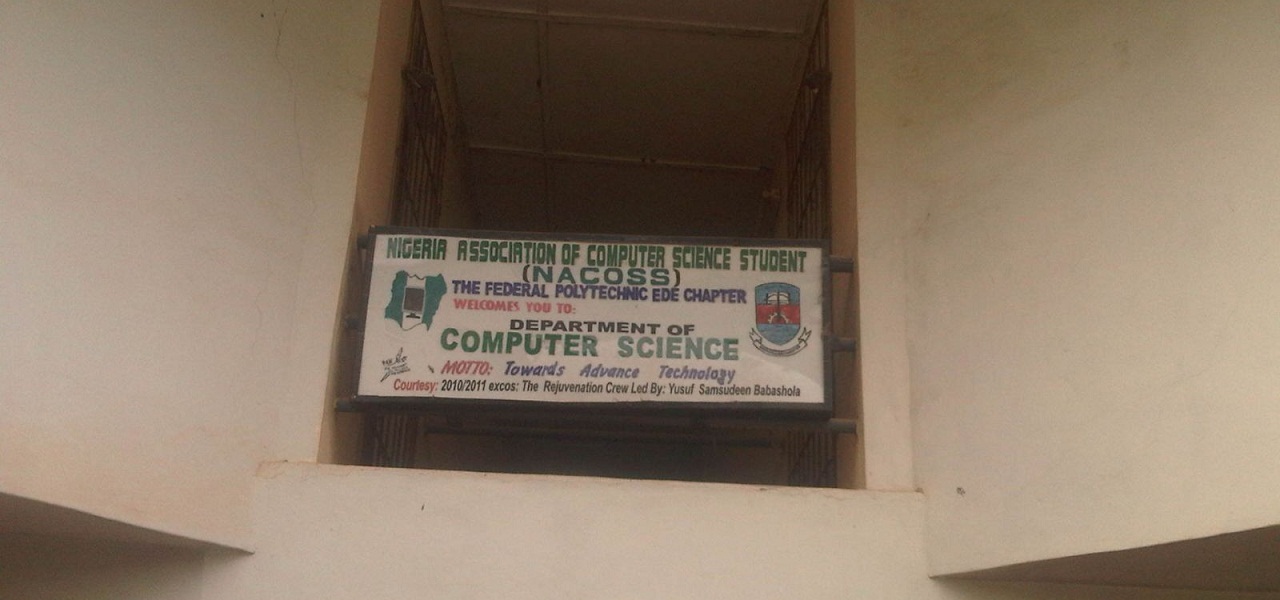 NIGERIA ASSOCIATION OF COMPUTER SCIENCE STUDENT
(NACOSS)
THE FEDERAL POLYTECHNIC EDE CHAPTER
WELCOMES YOU TO:
DEPARTMENT OF
COMPUTER SCIENCE
MOTTO: Towards Advance Technology
Courtesy: 2010/2011 excos: The Rejuvenation Crew Led By: Yusuf Samsudeen Babashola